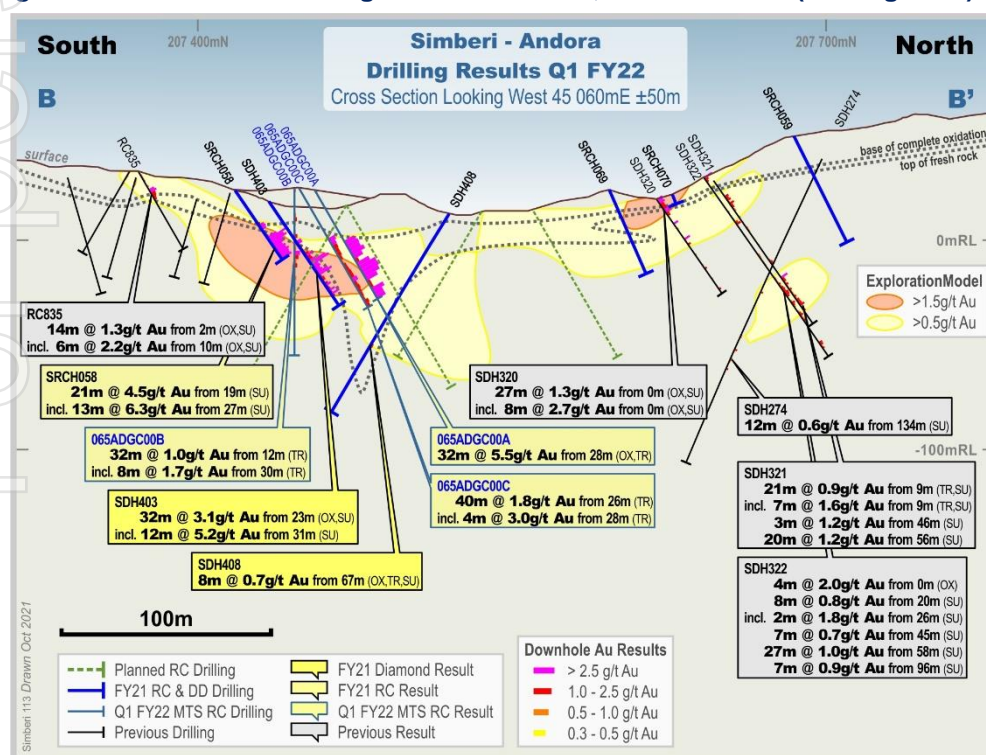 South
207 400mN
Simberi - Andora
Drilling Results Q1 FY22
Cross Section Looking West 45 060mE ±50m
207 700mN
North
B
B'
surface
RC835
SRCH058
SDH403
065ADGC00B
065ADGC00C
065ADGC00A
SDH408
SRCH069
SDH320
SRCH070
SDH322
SDH321
SRCH059
SDH274
base of complete oxidation
top of fresh rock
0mRL
ExplorationModel
>1.5g/t Au
>0.5g/t Au
RC835
14m @ 1.3g/t Au from 2m (OX,SU)
incl. 6m @ 2.2g/t Au from 10m (OX,SU)
SRCH058
21m @ 4.5g/t Au from 19m (SU)
incl. 13m @ 6.3g/t Au from 27m (SU)
065ADGC00B
32m @ 1.0g/t Au from 12m (TR)
incl. 8m @ 1.7g/t Au from 30m (TR)
SDH403
32m @ 3.1g/t Au from 23m (OX,SU)
incl. 12m @ 5.2g/t Au from 31m (SU)
SDH408
8m @ 0.7g/t Au from 67m (OX,TR,SU)
065ADGC00A
32m @ 5.5g/t Au from 28m (OX,TR)
065ADGC00C
40m @ 1.8g/t Au from 26m (TR)
incl. 4m @ 3.0g/t Au from 28m (TR)
SDH320
27m @ 1.3g/t Au from 0m (OX,SU)
incl. 8m @ 2.7g/t Au from 0m (OX,SU)
SDH274
12m @ 0.6g/t Au from 134m (SU)
-100mRL
SDH321
21m @ 0.9g/t Au from 9m (TR,SU)
incl. 7m @ 1.6g/t Au from 9m (TR,SU)
3m @ 1.2g/t Au from 46m (SU)
20m @ 1.2g/t Au from 56m (SU)
SDH322
4m @ 2.0g/t Au from 0m (OX)
8m @ 0.8g/t Au from 20m (SU)
incl. 2m @ 1.8g/t Au from 26m (SU)
7m @ 0.7g/t Au from 45m (SU)
27m @ 1.0g/t Au from 58m (SU)
7m @ 0.9g/t Au from 96m (SU)
100m
Planned RC Drilling
FY21 RC & DD Drilling
Q1 FY22 MTS RC Drilling
Previous Drilling
FY21 Diamond Result
FY21 RC Result
Q1 FY22 MTS RC Result
Previous Result
Downhole Au Results
> 2.5 g/t Au
1.0 - 2.5 g/t Au
0.5 - 1.0 g/t Au
0.3 - 0.5 g/t Au
Simberi 113 Drawn Oct 2021